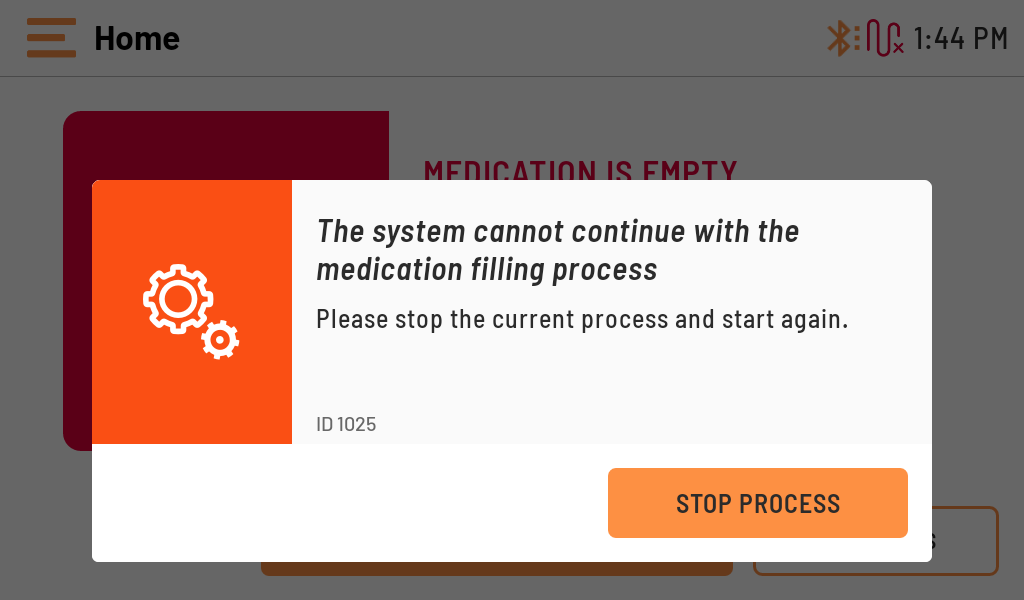 Home
1:44 PM
MEDICATION IS EMPTY
The system cannot continue with the
medication filling process
Please stop the current process and start again.
ID 1025
STOP PROCESS